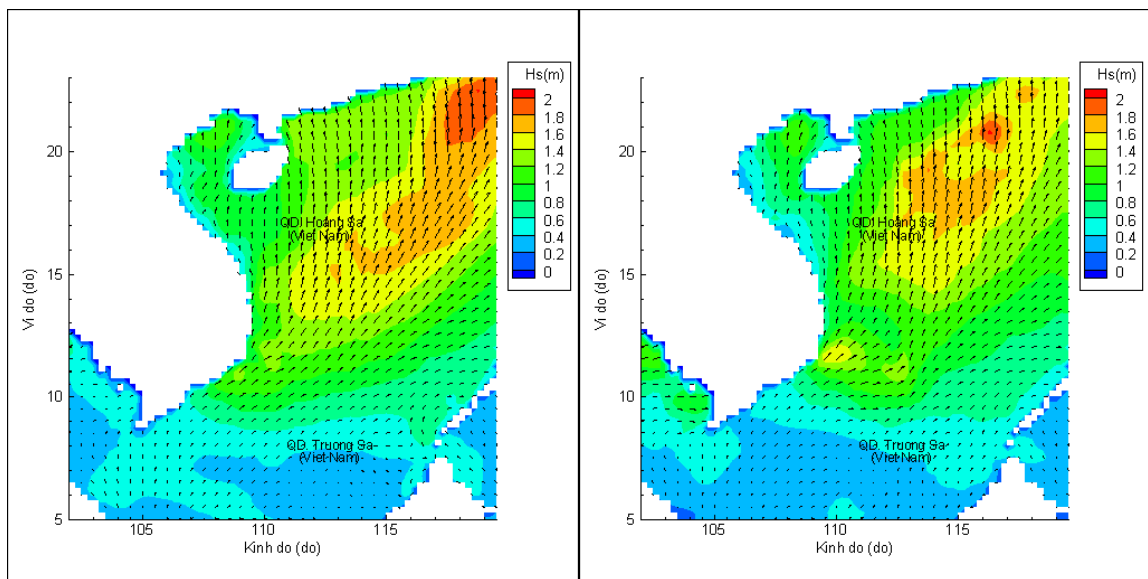 Hs(m)
2
1.8
1.6
1.4
1.2
1
0.8
0.6
0.4
0.2
0
20
15
10
5
Vi do (do)
QD. Hoang Sa
(Viet Nam)
QD. Truong Sa
(Viet Nam)
105
110
115
Kinh do (do)
Hs(m)
2
1.8
1.6
1.4
1.2
1
0.8
0.6
0.4
0.2
0
20
15
10
5
Vi do (do)
QD. Hoang Sa
(Viet Nam)
QD. Truong Sa
(Viet Nam)
105
110
115
Kinh do (do)